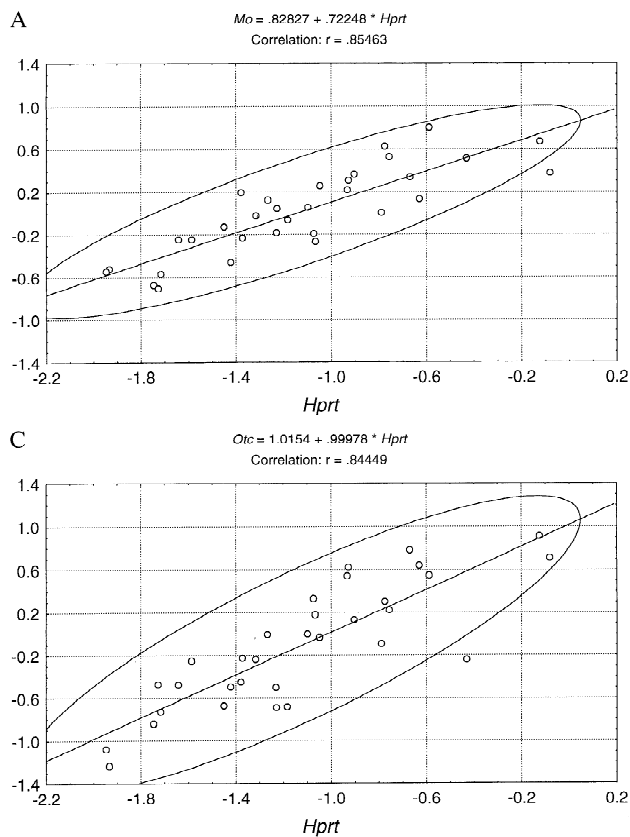 A
Mo = .82827 + .72248 * Hprt
Correlation: r = .85463
1.4
1.0
0.6
0.2
-0.2
-0.6
-1.0
-1.4
-2.2 -1.8 -1.4 -1.0 -0.6 -0.2 0.2
Hprt
C
Otc = 1.0154 + .99978 * Hprt
Correlation: r = .84449
1.4
1.0
0.6
0.2
-0.2
-0.6
-1.0
-1.4
-2.2 -1.8 -1.4 -1.0 -0.6 -0.2 0.2
Hprt